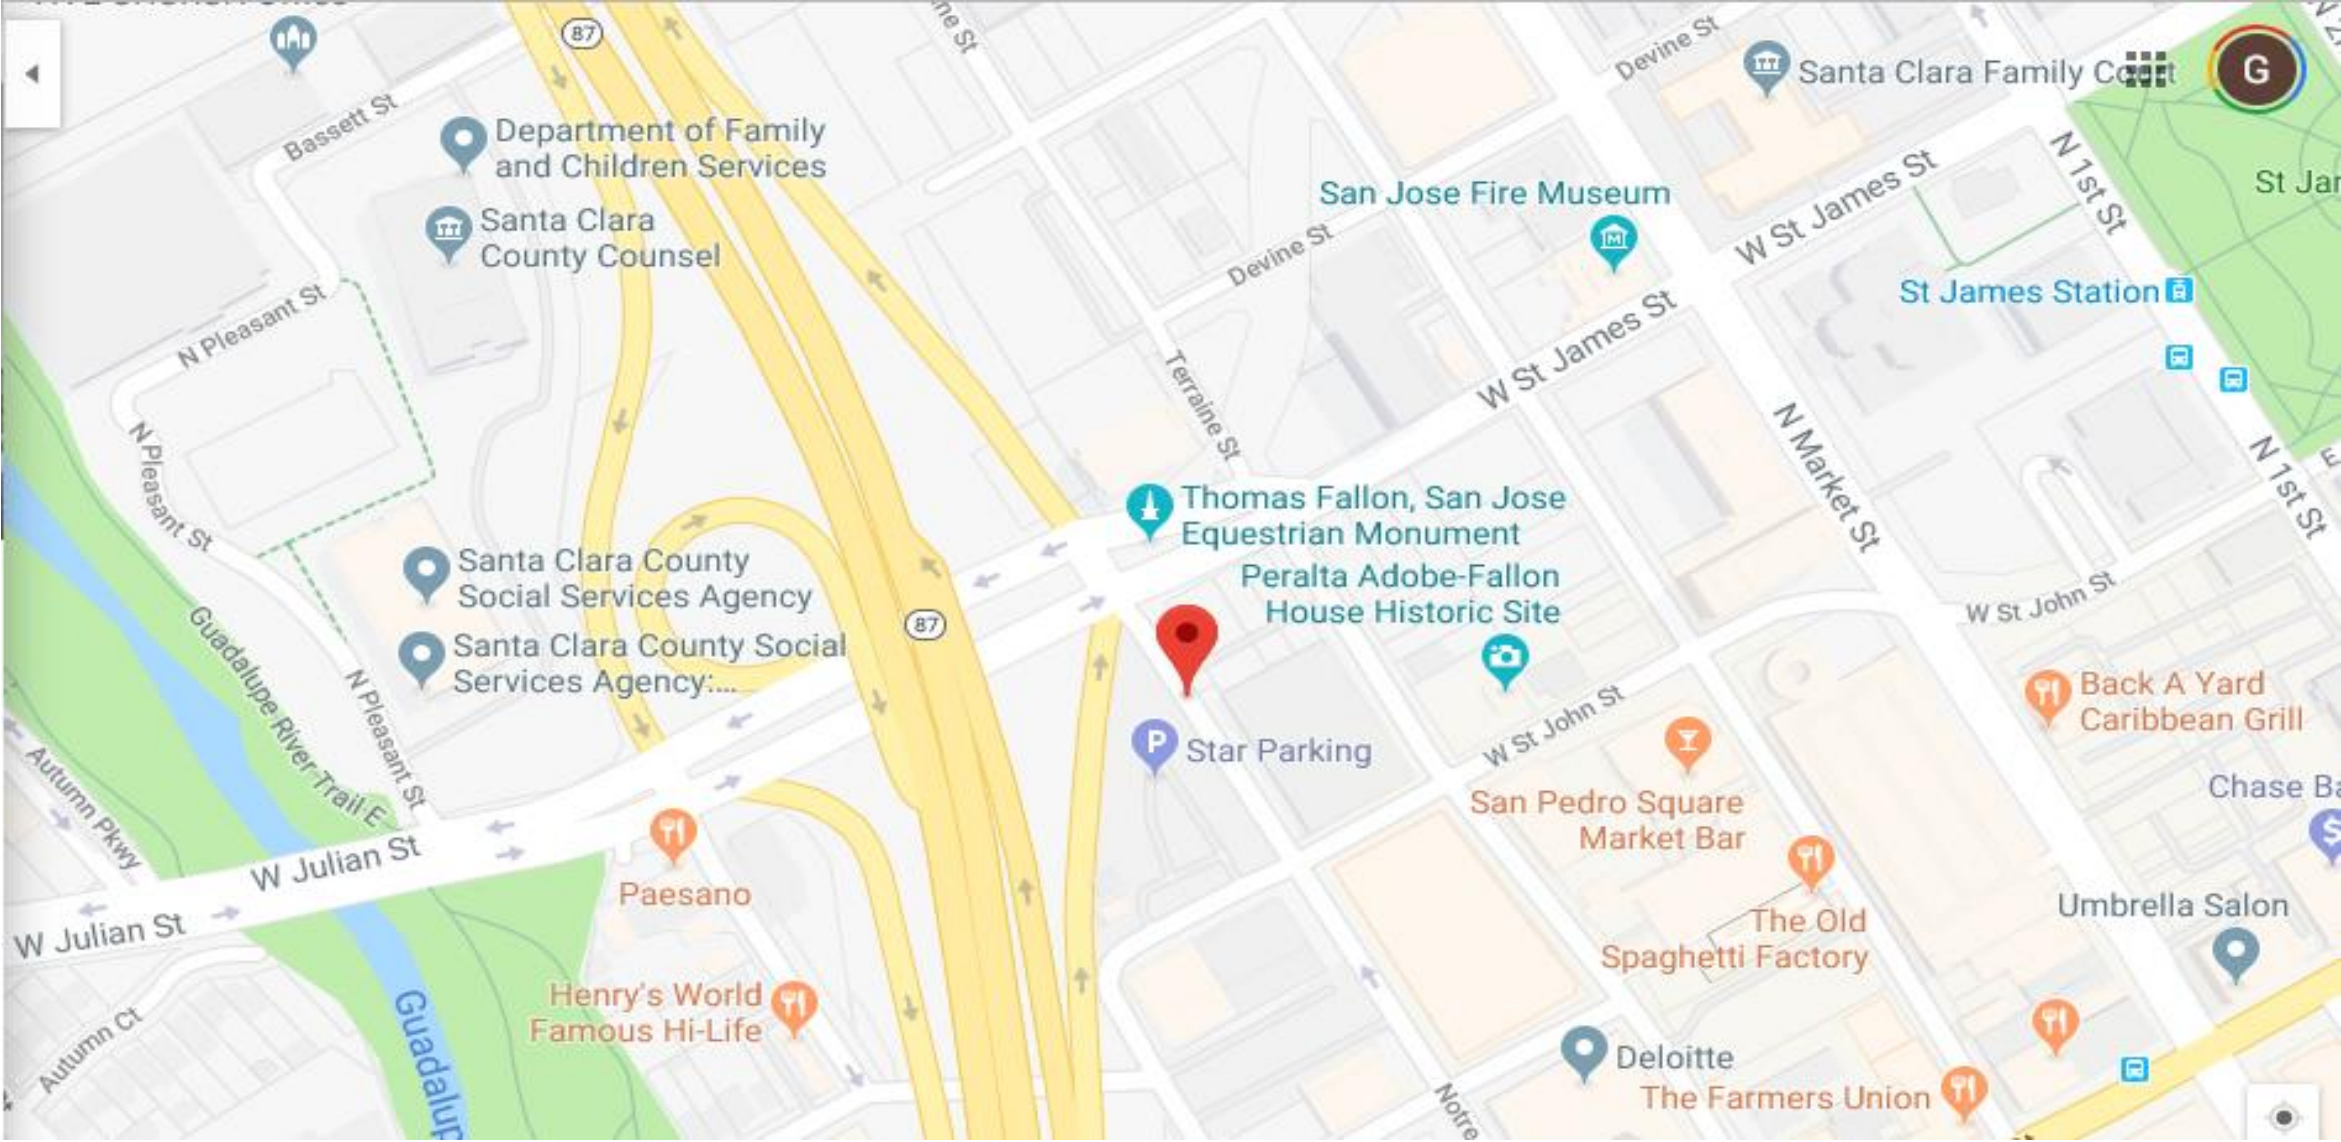 87
ne St
Devine St
Santa Clara Family Court
G
Bassett St
Department of Family
and Children Services
N 1st St
W St James St
St Jar
San Jose Fire Museum
Santa Clara
County Counsel
Devine St
M
St James Station
N Pleasant St
W St James St
Terraine St
N Market St
N Pleasant St
N 1st St
E
Thomas Fallon, San Jose
Equestrian Monument
Santa Clara County
Social Services Agency
Peralta Adobe-Fallon
House Historic Site
W St John St
87
Guadalupe River Trail E
Santa Clara County Social
Services Agency:...
N Pleasant St
Back A Yard
Caribbean Grill
W St John St
P
Star Parking
Autumn Pkwy
San Pedro Square
Market Bar
Chase Ba
$
W Julian St
Paesano
Umbrella Salon
W Julian St
The Old
Spaghetti Factory
Henry's World
Famous Hi-Life
Guadalup
Autumn Ct
Deloitte
The Farmers Union
Notre